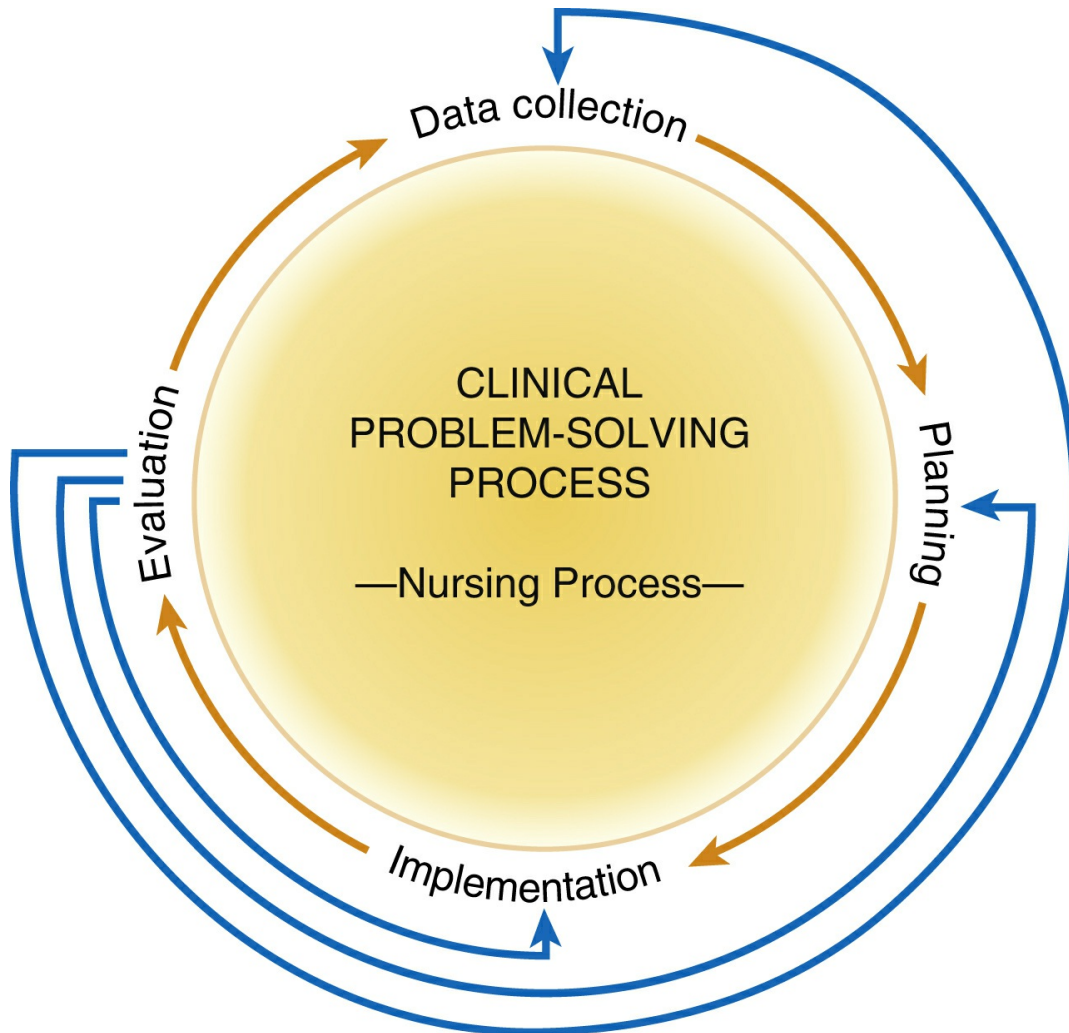 Data collection
Planning
Implementation
Evaluation
CLINICAL
PROBLEM-SOLVING
PROCESS
—Nursing Process—